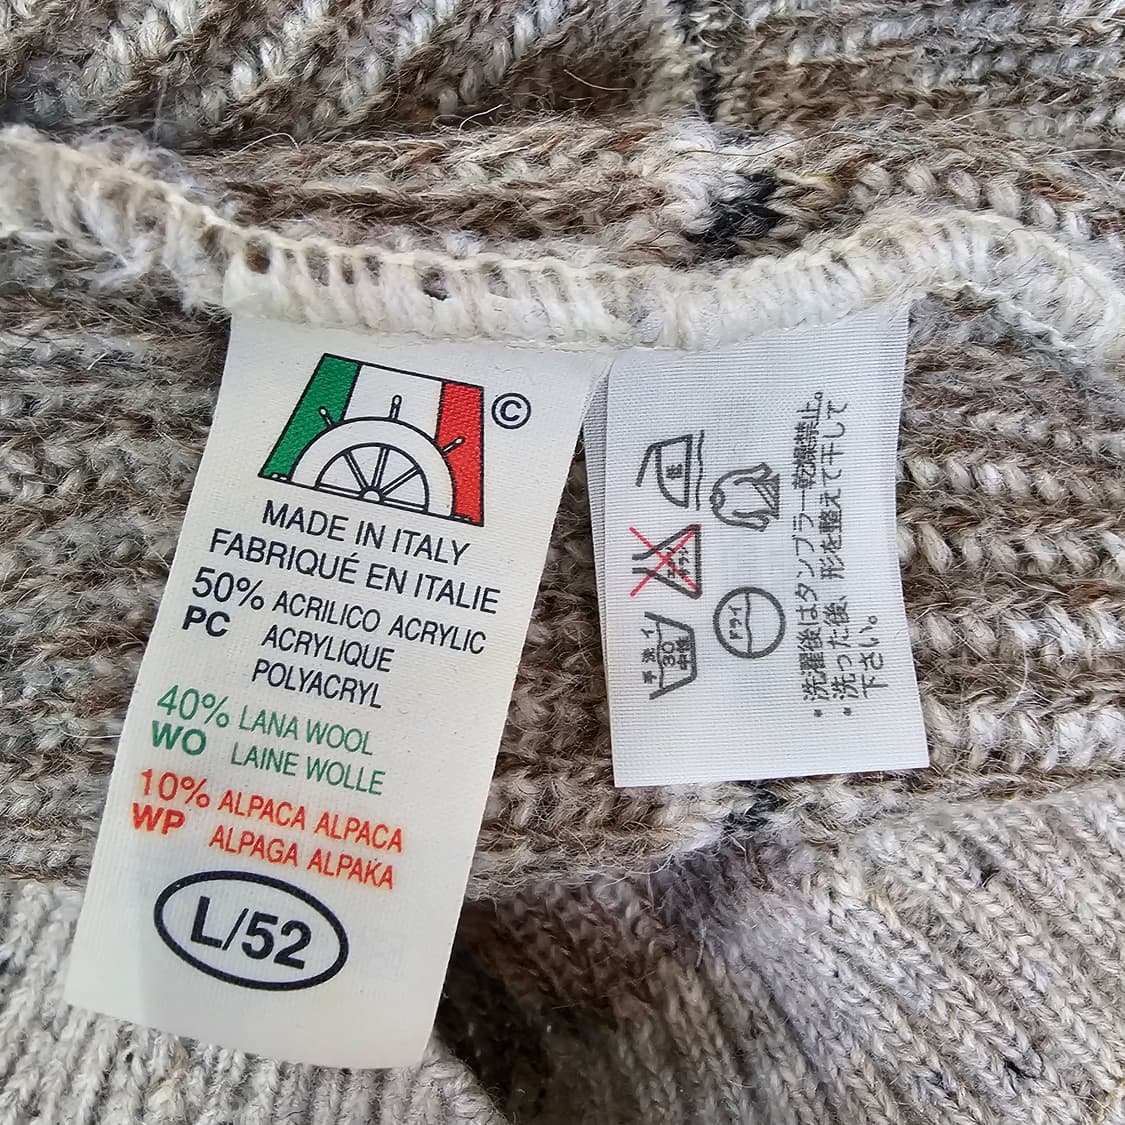 ©
MADE IN ITALY
FABRIQUÉ EN ITALIE
50% ACRILICO ACRYLIC
PC ACRYLIQUE
POLYACRYL
40% LANA WOOL
WO LAINE WOLLE
10% ALPACA ALPACA
WP ALPAGA ALPAKA
L/52
手洗イ
30
中性
ドライ
・洗濯後はタンブラー乾燥禁止。
・洗った後、形を整えて干して
下さい。